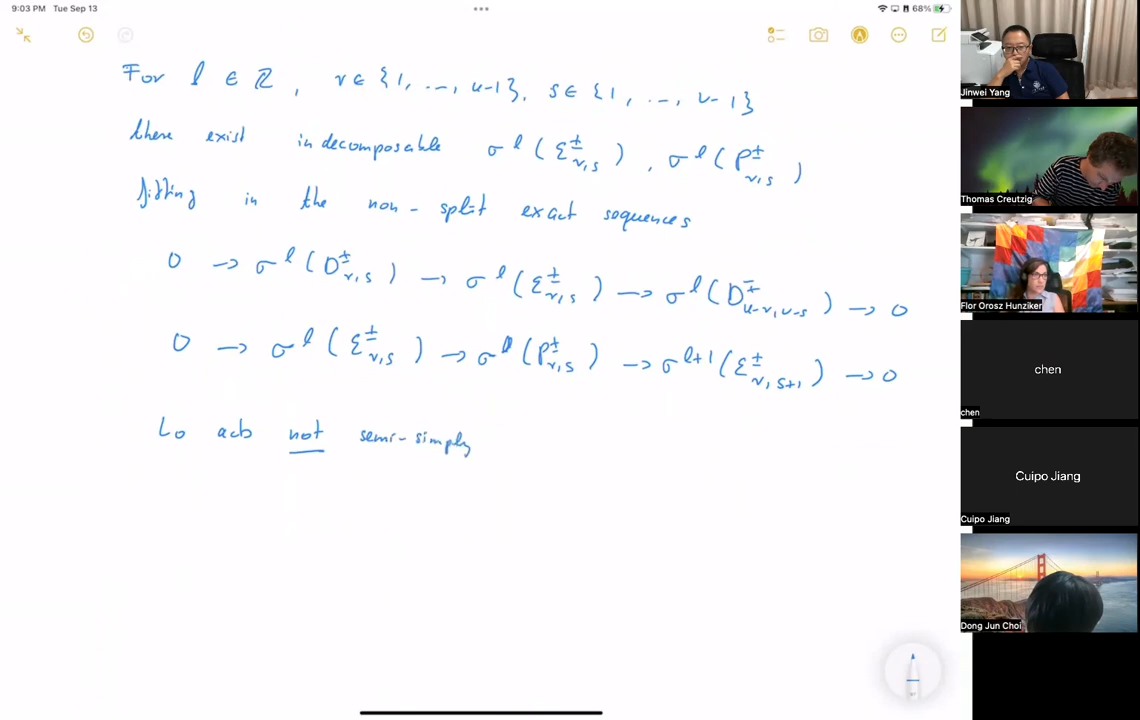 9:03 PM Tue Sep 13
68%
For l ∈ ℤ, r ∈ {1, ..., u-1}, s ∈ {1, ..., v-1}
there exist indecomposable σ^l(E^±_{r,s}), σ^l(P^±_{r,s})
fitting in the non-split exact sequences
0 → σ^l(D^±_{r,s}) → σ^l(E^±_{r,s}) → σ^l(D^∓_{u-r,v-s}) → 0
0 → σ^l(E^±_{r,s}) → σ^l(P^±_{r,s}) → σ^{l+1}(E^±_{r,s+1}) → 0
L0 acts not semi-simply
Jinwei Yang
Thomas Creutzig
Flor Orosz Hunziker
chen
chen
Cuipo Jiang
Cuipo Jiang
Dong Jun Choi